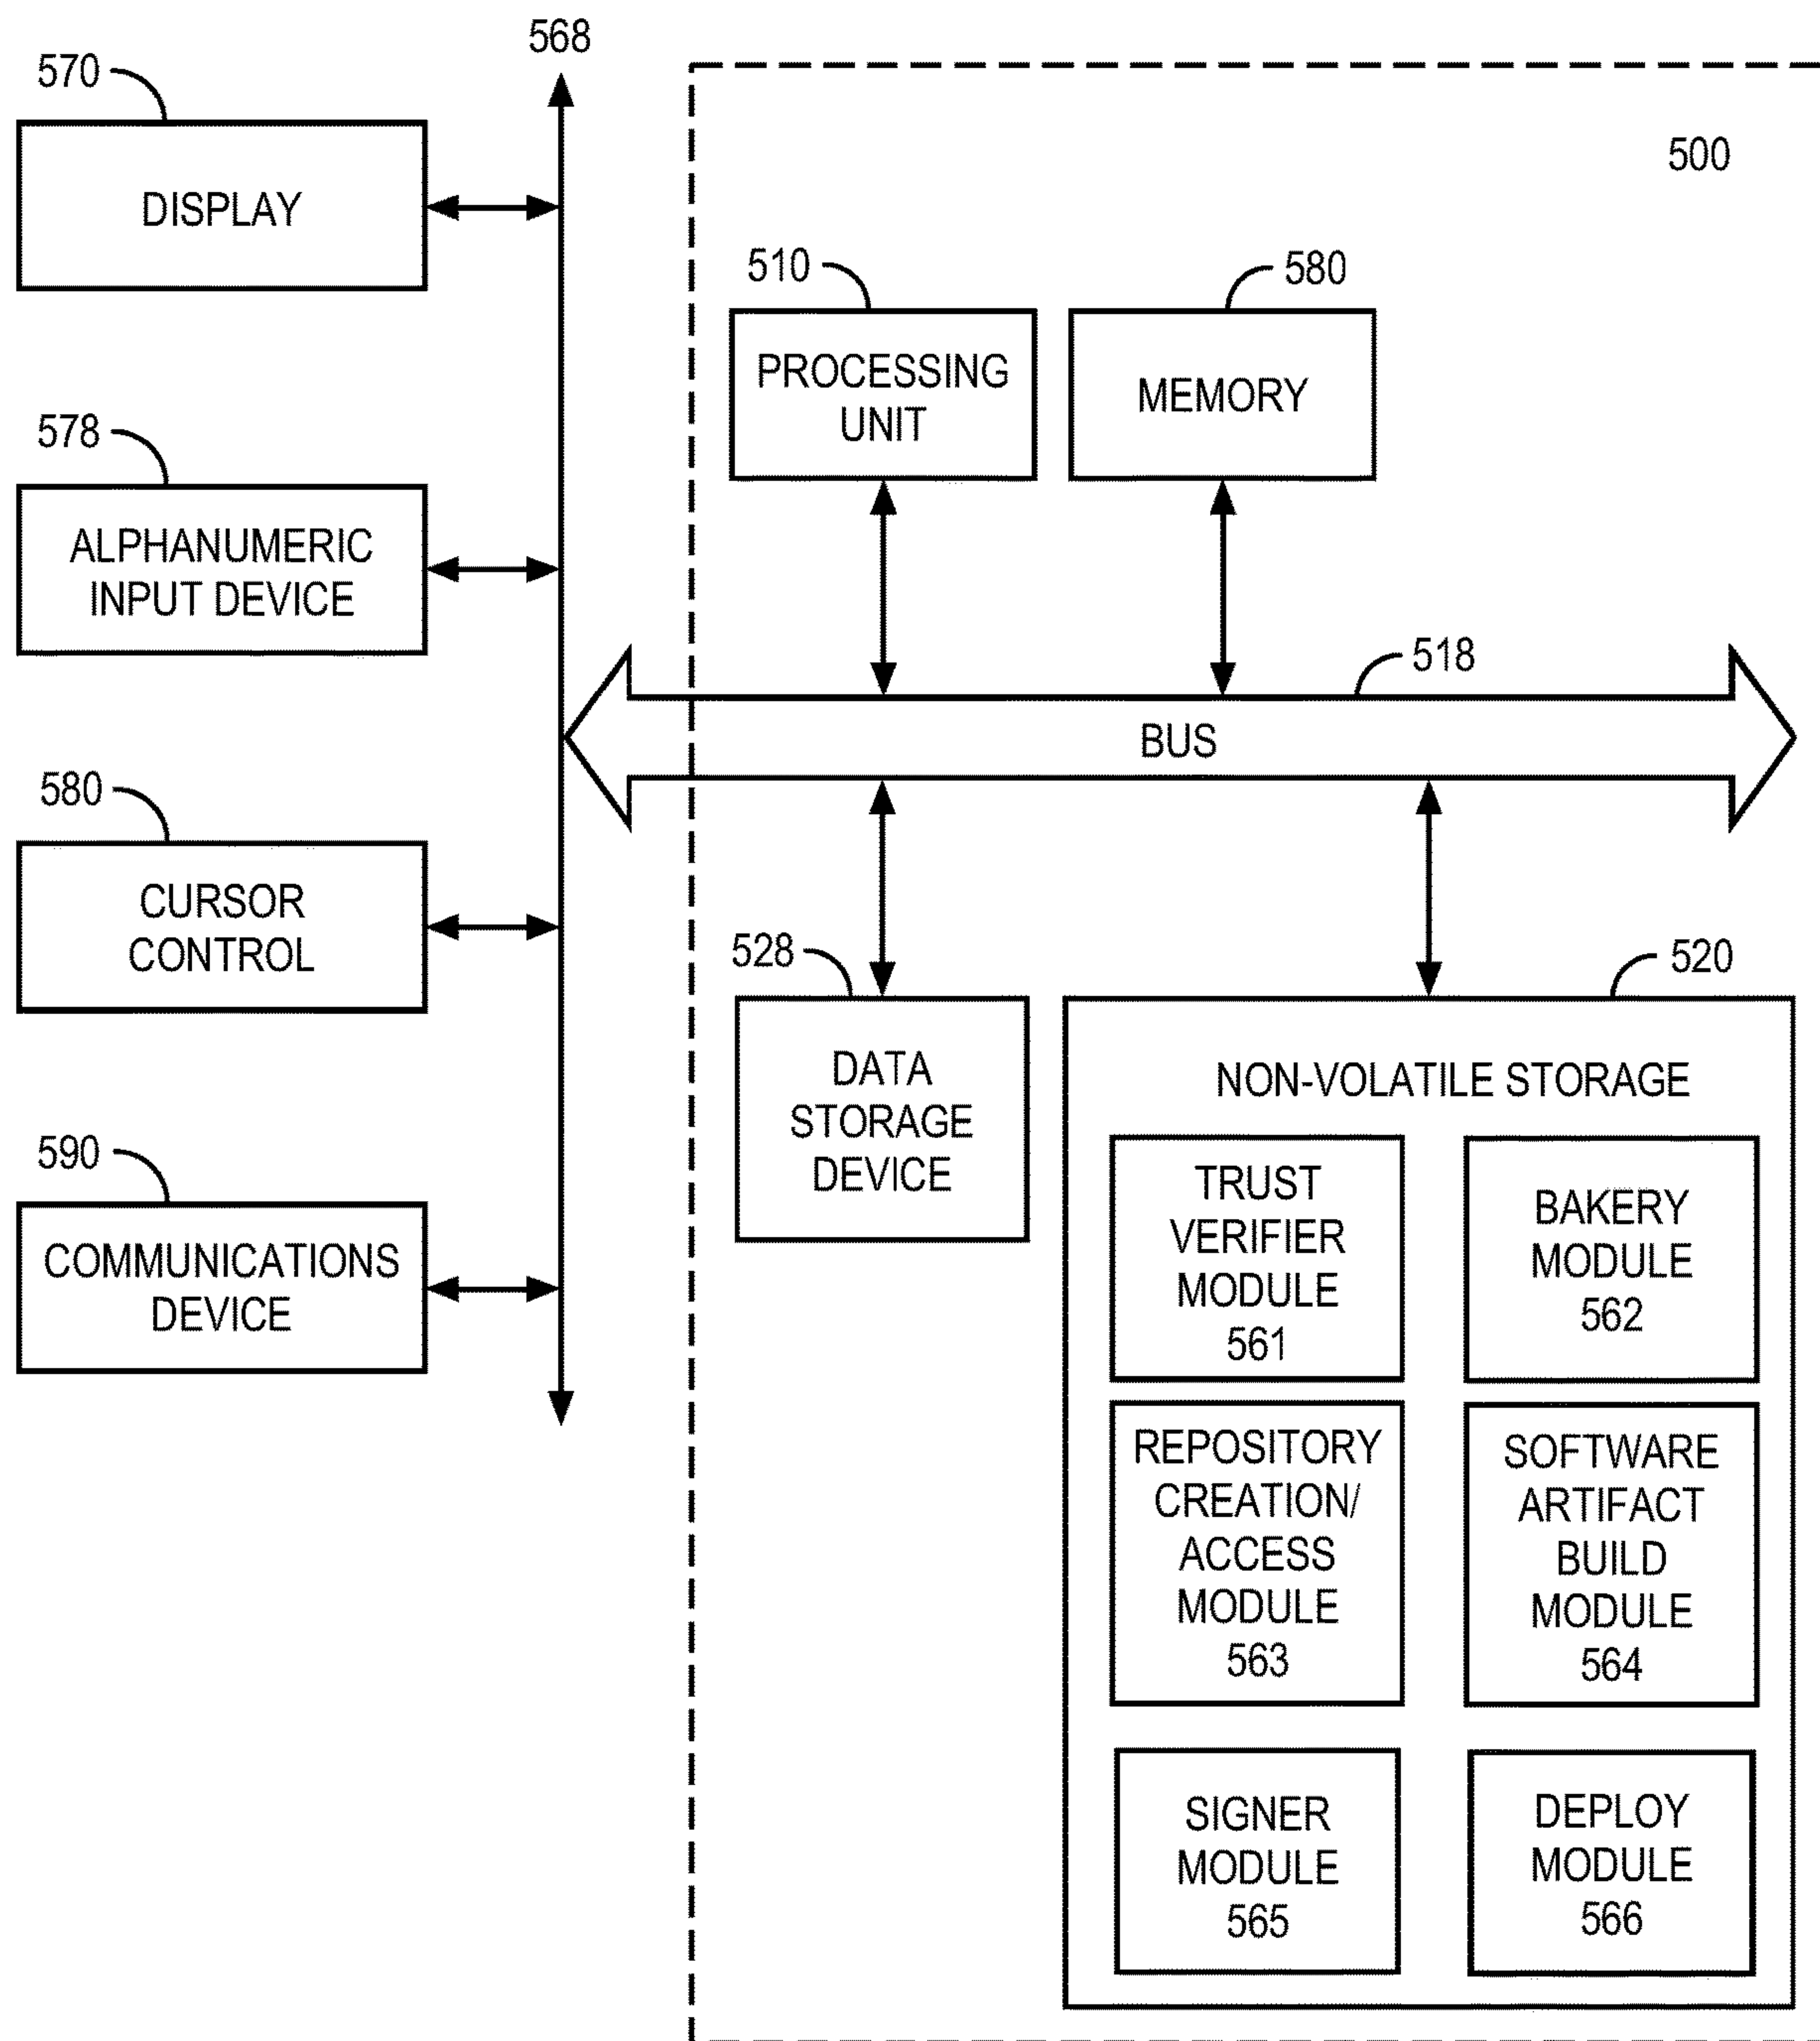 568
570
DISPLAY
500
510
PROCESSING
UNIT
580
MEMORY
578
ALPHANUMERIC
INPUT DEVICE
518
BUS
580
CURSOR
CONTROL
528
DATA
STORAGE
DEVICE
520
NON-VOLATILE STORAGE
590
COMMUNICATIONS
DEVICE
TRUST
VERIFIER
MODULE
561
BAKERY
MODULE
562
REPOSITORY
CREATION/
ACCESS
MODULE
563
SOFTWARE
ARTIFACT
BUILD
MODULE
564
SIGNER
MODULE
565
DEPLOY
MODULE
566